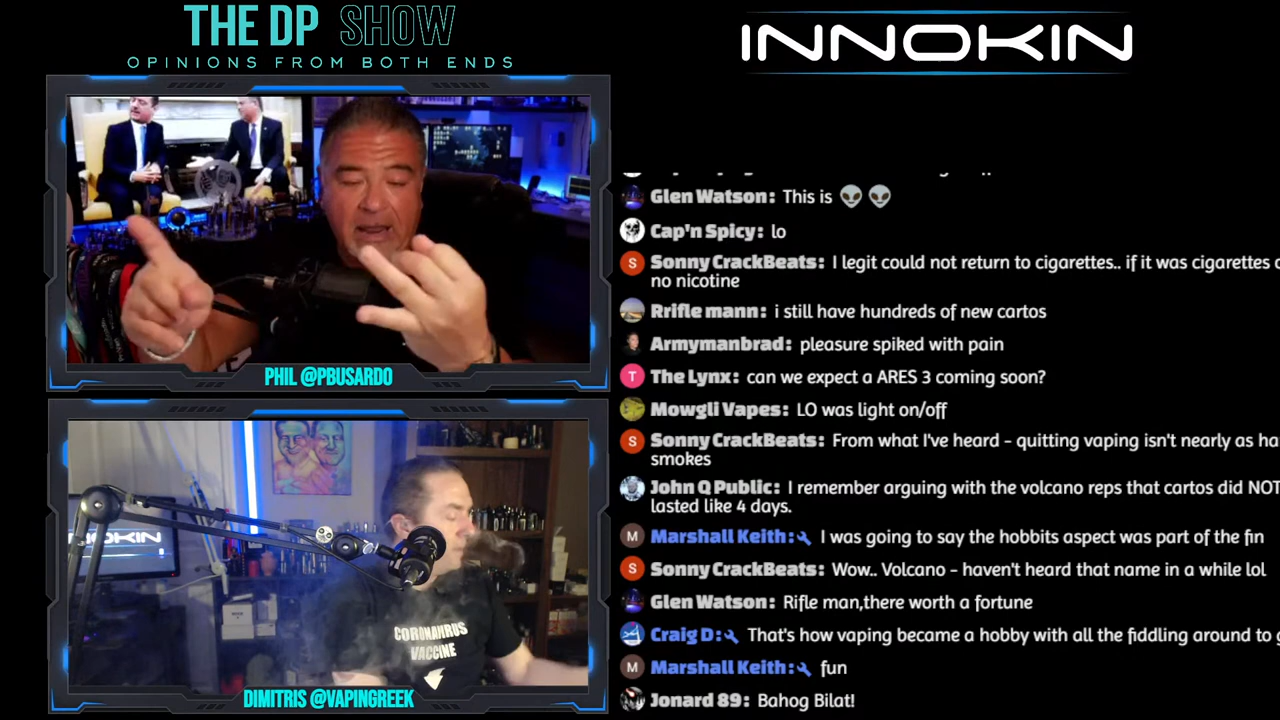 THE DP SHOW
OPINIONS FROM BOTH ENDS
INNOKIN
PHIL @PBUSARDO
CORONAVIRUS
VACCINE
DIMITRIS @VAPINGREEK
Glen Watson: This is 👽 👽
Cap'n Spicy: lo
S
Sonny CrackBeats: I legit could not return to cigarettes.. if it was cigarettes
no nicotine
Rrifle mann: i still have hundreds of new cartos
Armymanbrad: pleasure spiked with pain
T
The Lynx: can we expect a ARES 3 coming soon?
Mowgli Vapes: LO was light on/off
S
Sonny CrackBeats: From what I've heard - quitting vaping isn't nearly as
smokes
John Q Public: I remember arguing with the volcano reps that cartos did NOT
lasted like 4 days.
M
Marshall Keith: I was going to say the hobbits aspect was part of the fin
S
Sonny CrackBeats: Wow.. Volcano - haven't heard that name in a while lol
Glen Watson: Rifle man,there worth a fortune
Craig D: That's how vaping became a hobby with all the fiddling around to
M
Marshall Keith: fun
Jonard 89: Bahog Bilat!